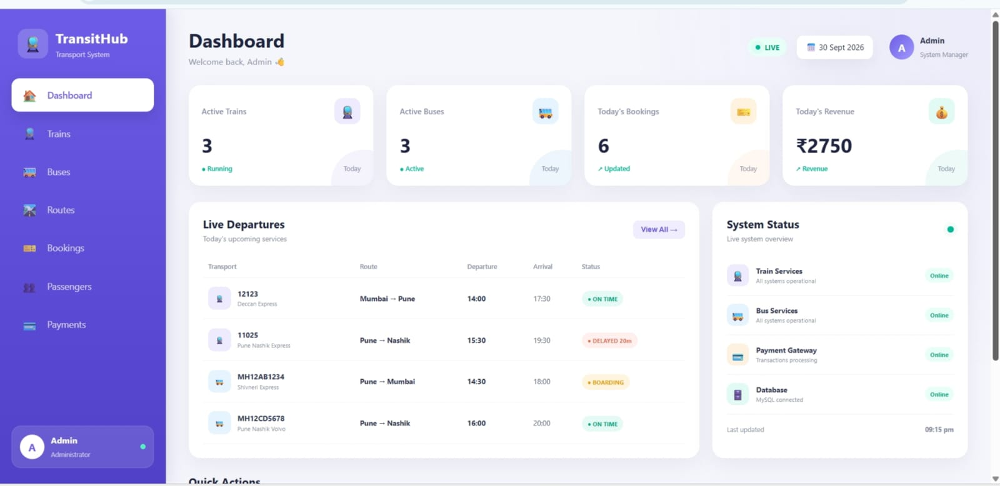 TransitHub
Transport System
Dashboard
Trains
Buses
Routes
Bookings
Passengers
Payments
A
Admin
Administrator
Dashboard
Welcome back, Admin 👋
LIVE
30 Sept 2026
A
Admin
System Manager
Active Trains
3
● Running
Today
Active Buses
3
● Active
Today
Today's Bookings
6
↗ Updated
Today
Today's Revenue
₹2750
↗ Revenue
Today
Live Departures
Today's upcoming services
View All →
Transport Route Departure Arrival Status
12123
Deccan Express
Mumbai → Pune 14:00 17:30 ● ON TIME
11025
Pune Nashik Express
Pune → Nashik 15:30 19:30 ● DELAYED 20m
MH12AB1234
Shivneri Express
Pune → Mumbai 14:30 18:00 ● BOARDING
MH12CD5678
Pune Nashik Volvo
Pune → Nashik 16:00 20:00 ● ON TIME
System Status
Live system overview
Train Services
All systems operational
Online
Bus Services
All systems operational
Online
Payment Gateway
Transactions processing
Online
Database
MySQL connected
Online
Last updated 09:15 pm
Quick Actions